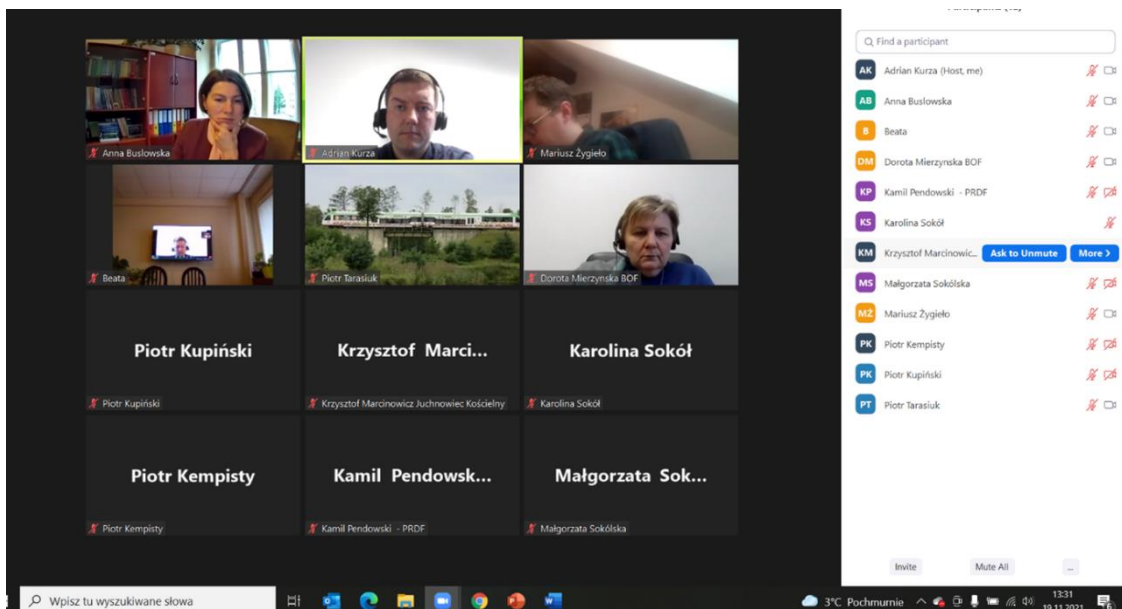 Find a participant
AK Adrian Kurza (Host, me)
AB Anna Buslowska
B Beata
DM Dorota Mierzynska BOF
KP Kamil Pendowski - PRDF
KS Karolina Sokół
KM Krzysztof Marcinowic... Ask to Unmute More >
MS Małgorzata Sokólska
MŻ Mariusz Żygieło
PK Piotr Kempisty
PK Piotr Kupiński
PT Piotr Tarasiuk
Invite Mute All ...
Anna Buslowska
Adrian Kurza
Mariusz Żygieło
Beata
Piotr Tarasiuk
Dorota Mierzynska BOF
Piotr Kupiński
Krzysztof Marci...
Karolina Sokół
Piotr Kupiński
Krzysztof Marcinowicz Juchnowiec Kościelny
Karolina Sokół
Piotr Kempisty
Kamil Pendowsk...
Małgorzata Sok...
Piotr Kempisty
Kamil Pendowski - PRDF
Małgorzata Sokólska
Wpisz tu wyszukiwane słowa
3°C Pochmurnie
13:31
19.11.2021